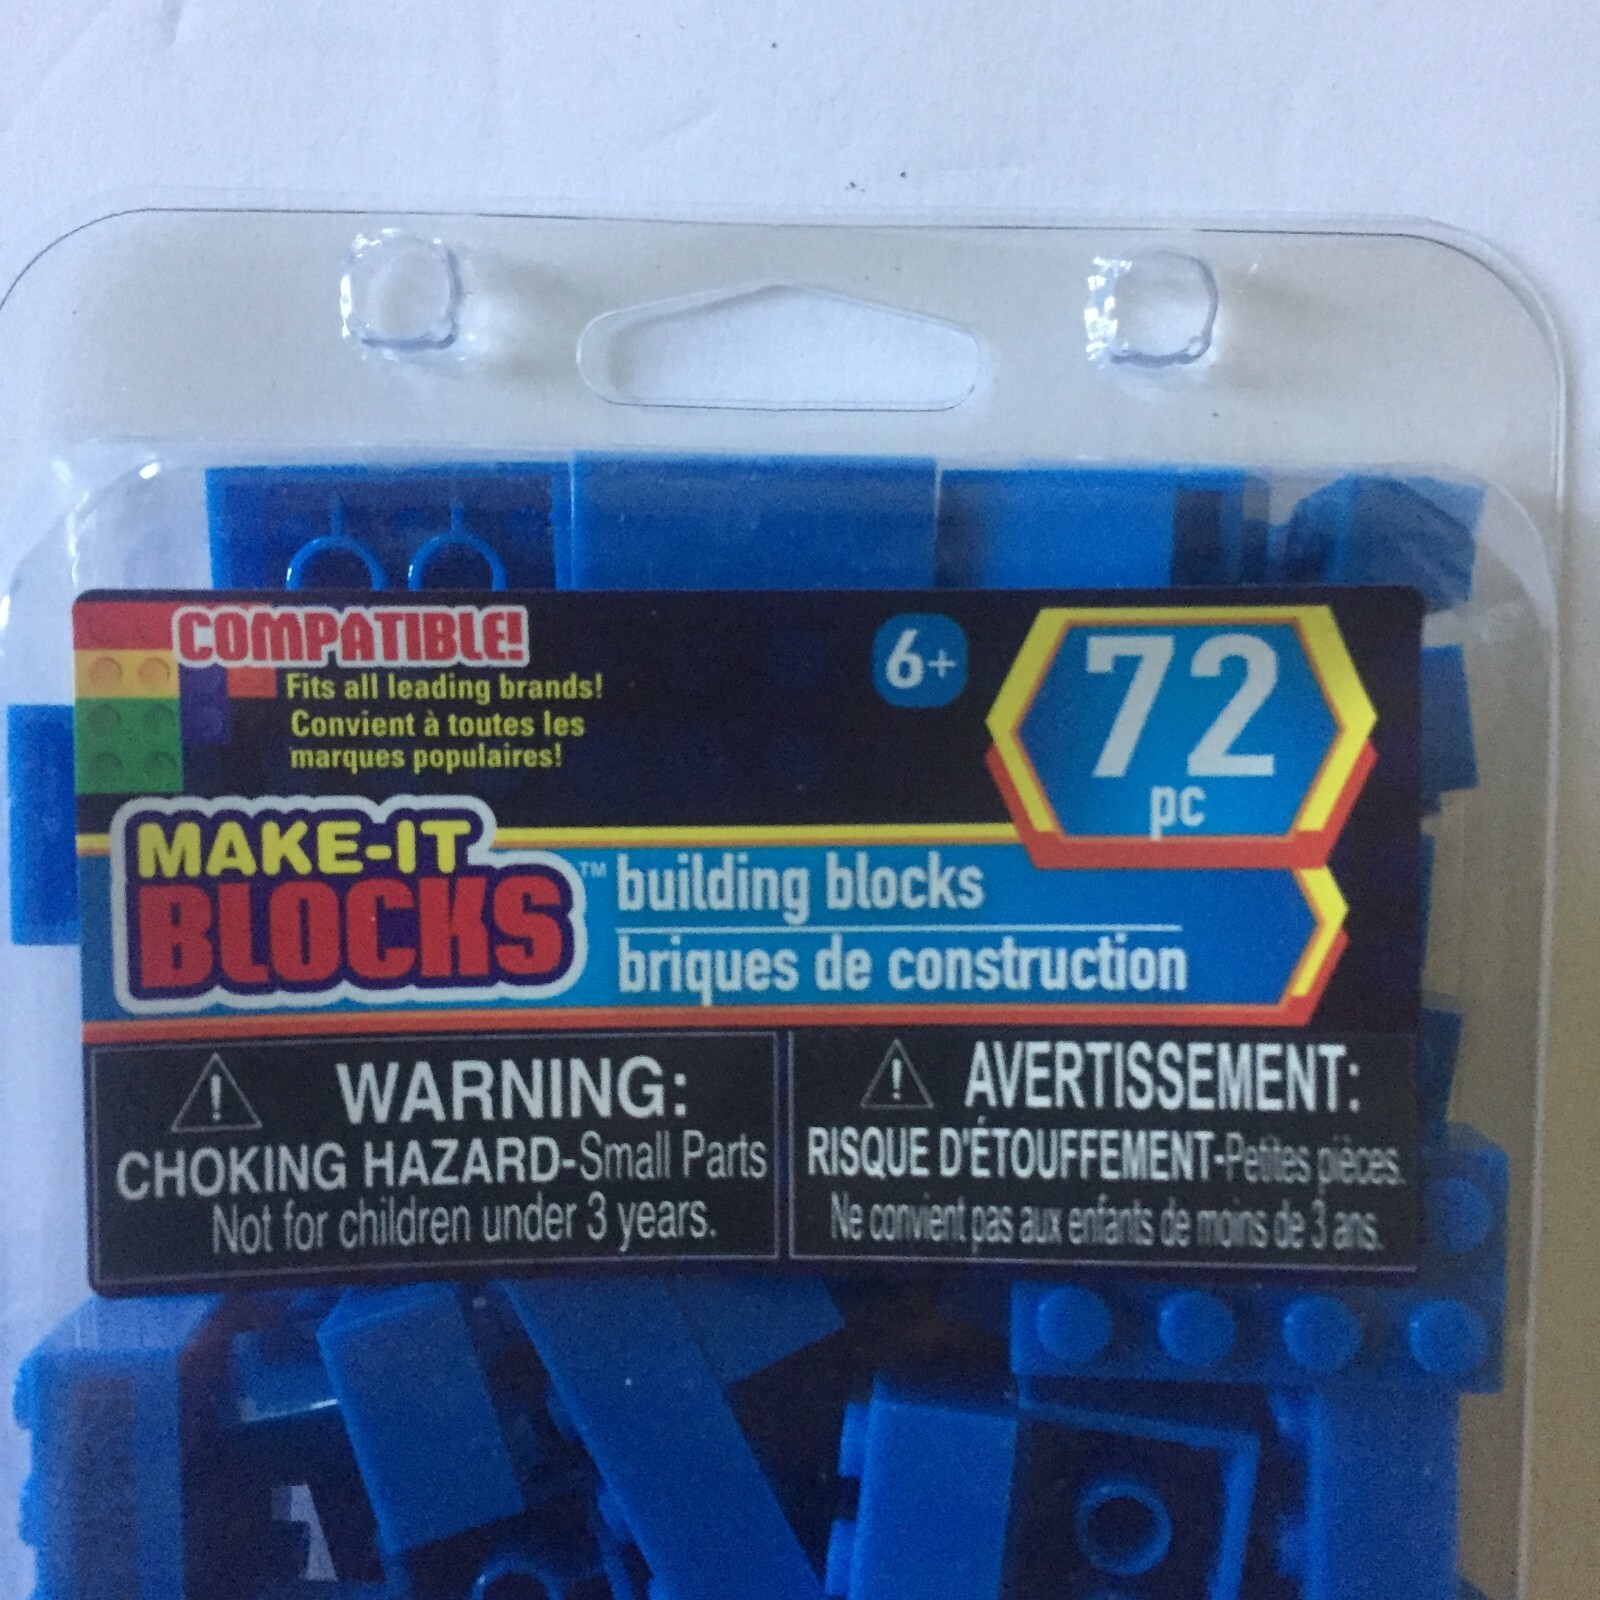 COMPATIBLE!
Fits all leading brands!
Convient à toutes les
marques populaires!
6+
72
pc
MAKE-IT
BLOCKS™
building blocks
briques de construction
WARNING:
CHOKING HAZARD-Small Parts
Not for children under 3 years.
AVERTISSEMENT:
RISQUE D'ÉTOUFFEMENT-Petites pièces.
Ne convient pas aux enfants de moins de 3 ans.